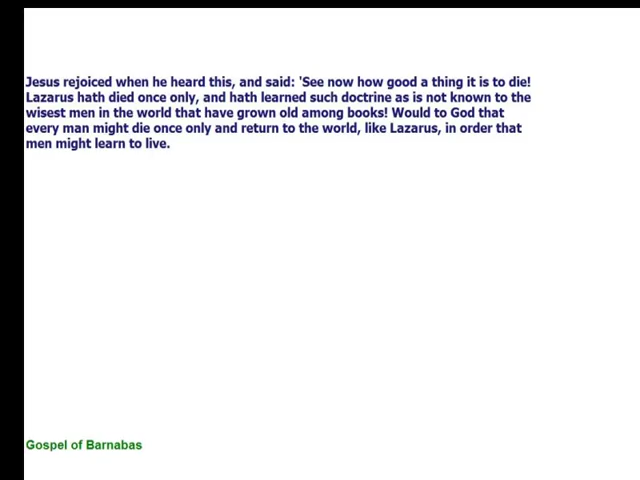 Jesus rejoiced when he heard this, and said: 'See now how good a thing it is to die!
Lazarus hath died once only, and hath learned such doctrine as is not known to the
wisest men in the world that have grown old among books! Would to God that
every man might die once only and return to the world, like Lazarus, in order that
men might learn to live.
Gospel of Barnabas